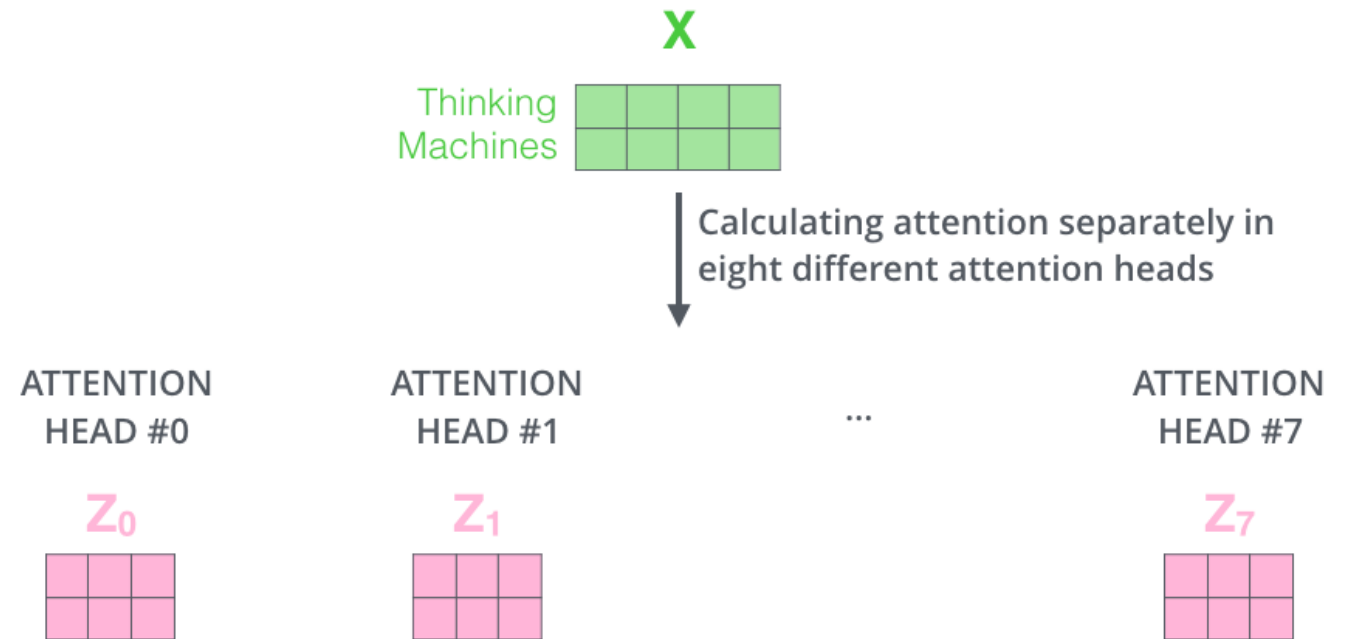 X
Thinking
Machines
Calculating attention separately in
eight different attention heads
ATTENTION
HEAD #0
ATTENTION
HEAD #1
...
ATTENTION
HEAD #7
Z0
Z1
Z7